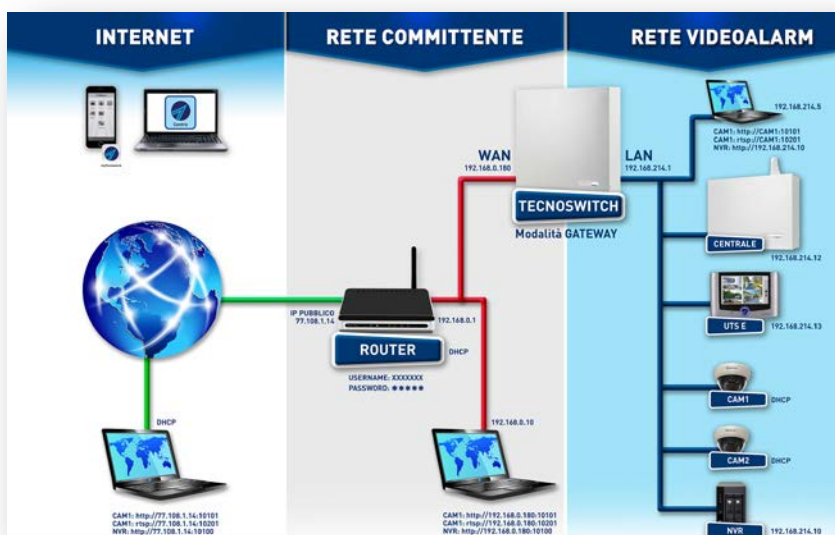 INTERNET
RETE COMMITTENTE
RETE VIDEOALARM
192.168.214.5
CAM1: http://CAM1:10101
CAM1: rtsp://CAM1:10201
NVR: http://192.168.214.10
WAN
192.168.0.180
LAN
192.168.214.1
TECNOSWITCH
Modalità GATEWAY
CENTRALE
192.168.214.12
IP PUBBLICO
77.108.1.14
192.168.0.1
ROUTER
DHCP
USERNAME: XXXXXXX
PASSWORD: ●●●●●
UTS E
192.168.214.13
CAM1
DHCP
CAM2
DHCP
NVR
192.168.214.10
DHCP
CAM1: http://77.108.1.14:10101
CAM1: rtsp://77.108.1.14:10201
NVR: http://77.108.1.14:10100
192.168.0.10
CAM1: http://192.168.0.180:10101
CAM1: rtsp://192.168.0.180:10201
NVR: http://192.168.0.180:10100